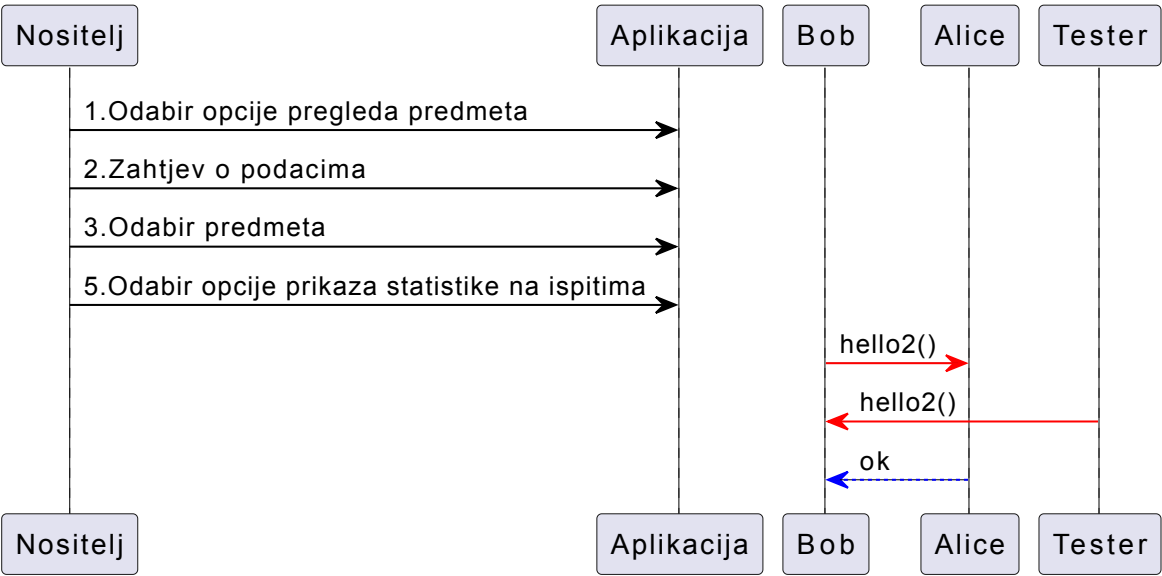 Nositelj
Aplikacija
Bob
Alice
Tester
1.Odabir opcije pregleda predmeta
2.Zahtjev o podacima
3.Odabir predmeta
5.Odabir opcije prikaza statistike na ispitima
hello2()
hello2()
ok
Nositelj
Aplikacija
Bob
Alice
Tester